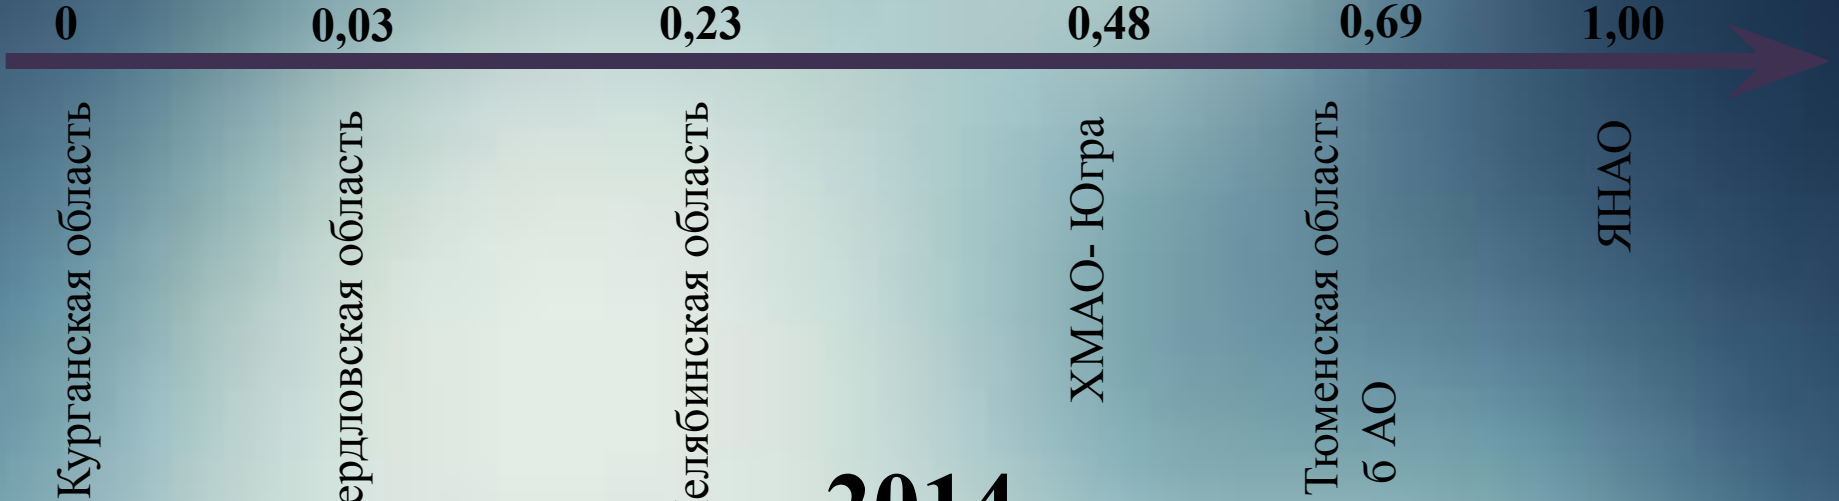 0 0,03 0,23 0,48 0,69 1,00
Курганская область
ердловская область
елябинская область
ХМАО- Югра
Тюменская область
б АО
ЯНАО
2014